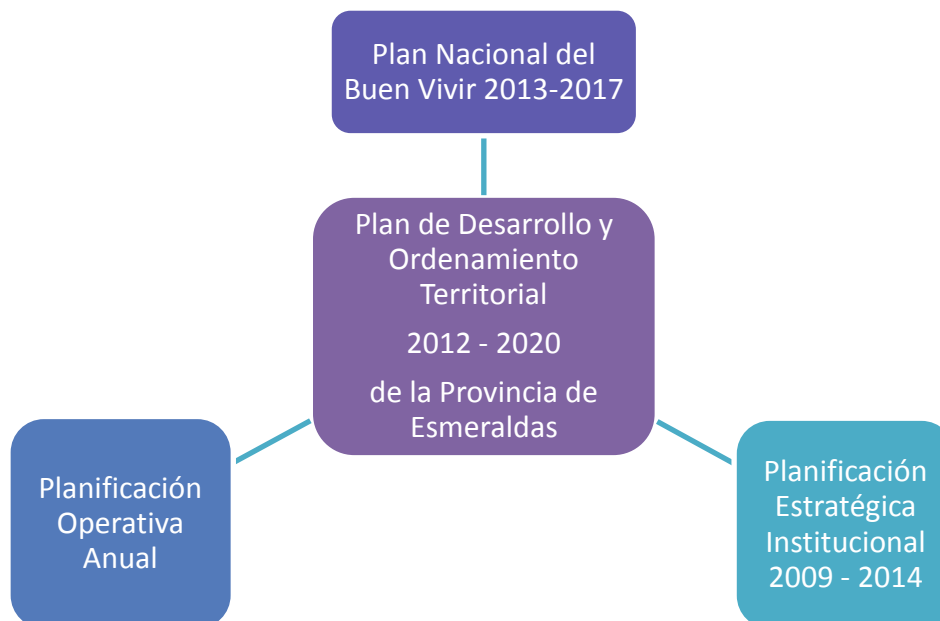 Plan Nacional del
Buen Vivir 2013-2017
Plan de Desarrollo y
Ordenamiento
Territorial
2012 - 2020
de la Provincia de
Esmeraldas
Planificación
Operativa
Anual
Planificación
Estratégica
Institucional
2009 - 2014